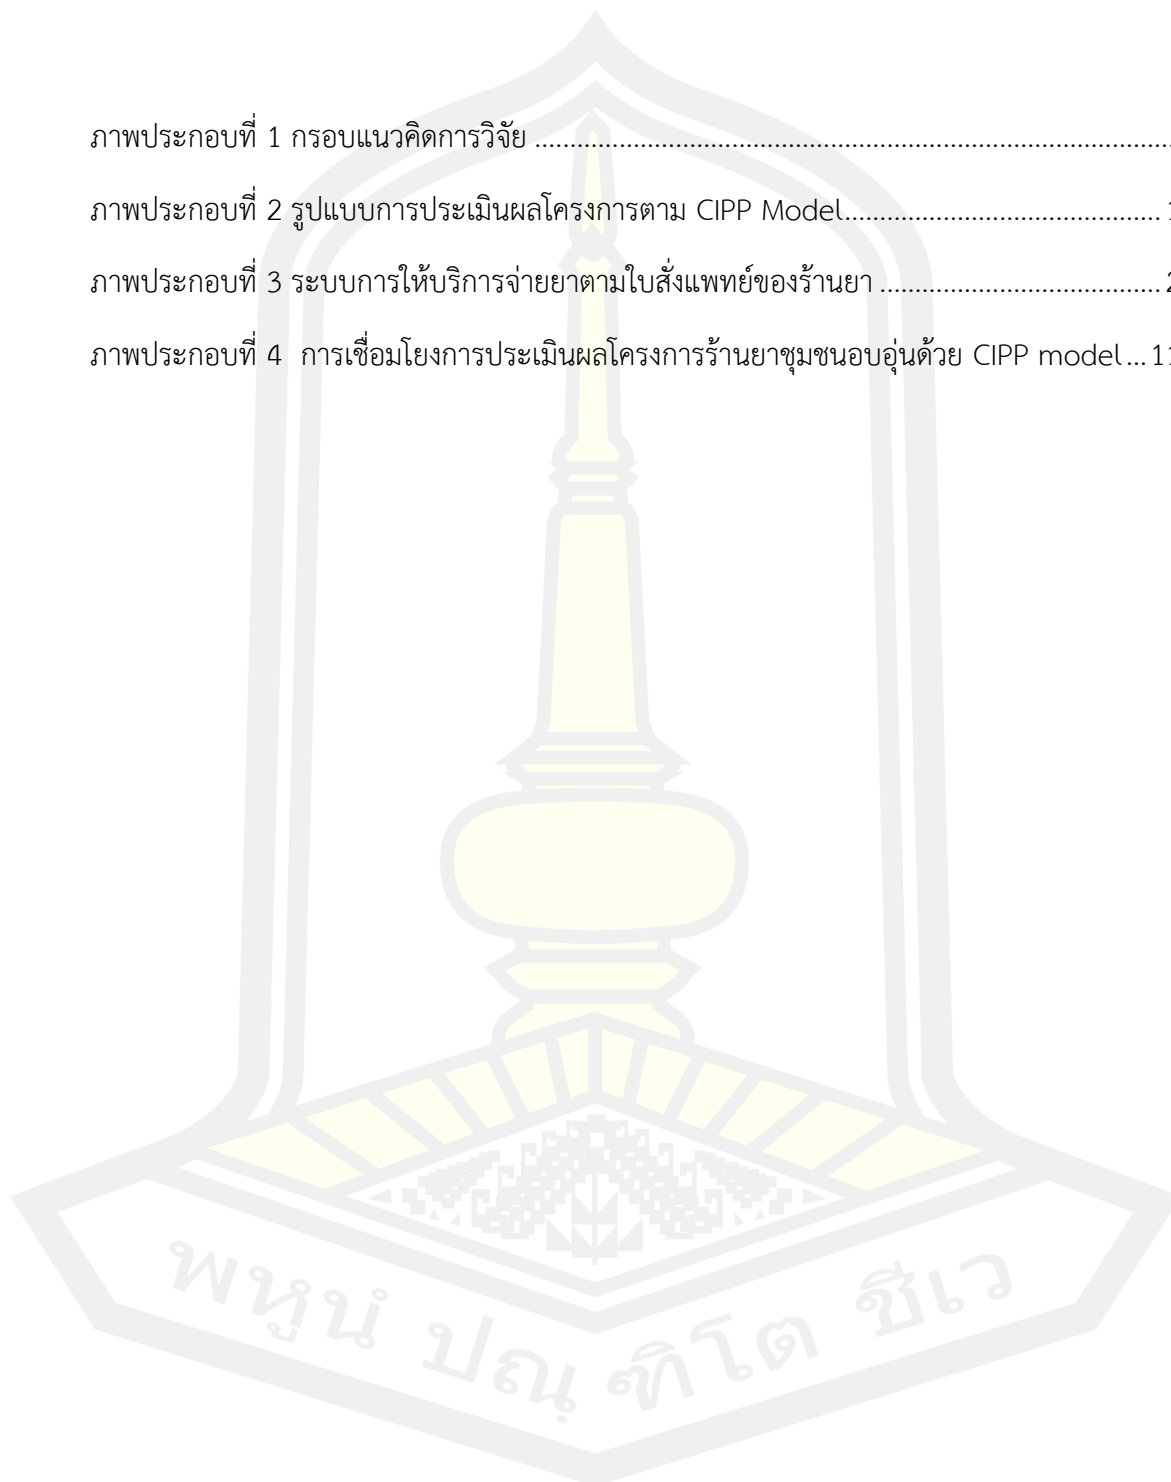 ภาพประกอบที่ 1 กรอบแนวคิดการวิจัย ..........................................................................................
ภาพประกอบที่ 2 รูปแบบการประเมินผลโครงการตาม CIPP Model............................................. 1
ภาพประกอบที่ 3 ระบบการให้บริการจ่ายยาตามใบสั่งแพทย์ของร้านยา ........................................ 2
ภาพประกอบที่ 4 การเชื่อมโยงการประเมินผลโครงการร้านยาชุมชนอบอุ่นด้วย CIPP model ... 11
พหูนํ ปณฺฑิโต ชีเว